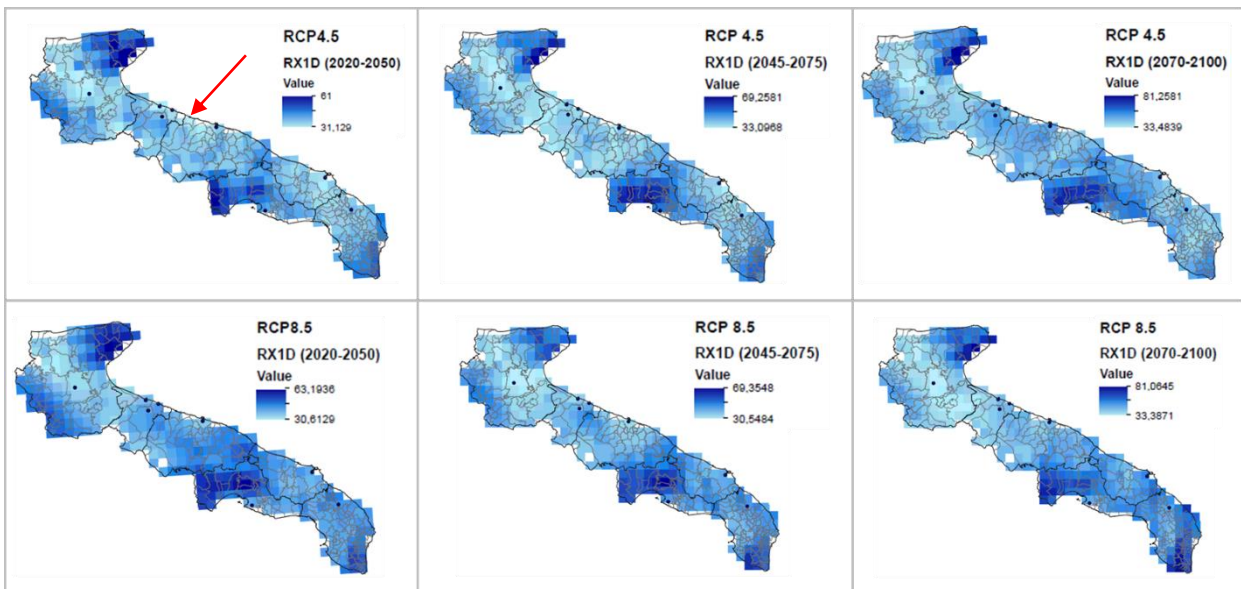 RCP4.5
RX1D (2020-2050)
Value
61
31,129
RCP 4.5
RX1D (2045-2075)
Value
69,2581
33,0968
RCP 4.5
RX1D (2070-2100)
Value
81,2581
33,4839
RCP8.5
RX1D (2020-2050)
Value
63,1936
30,6129
RCP 8.5
RX1D (2045-2075)
Value
69,3548
30,5484
RCP 8.5
RX1D (2070-2100)
Value
81,0645
33,3871